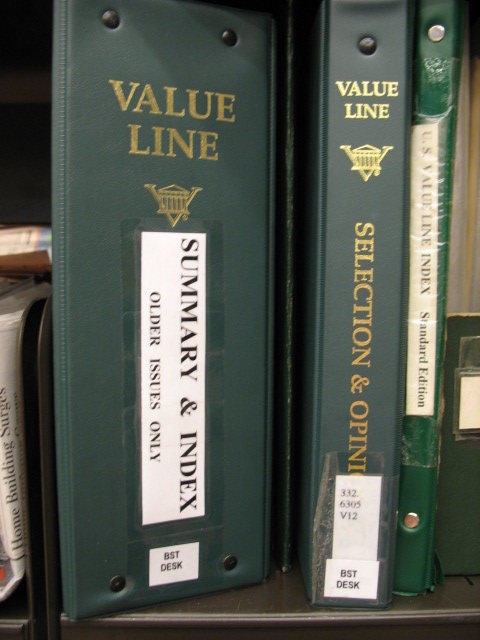 VALUE
LINE
SUMMARY & INDEX
OLDER ISSUES ONLY
BST
DESK
VALUE
LINE
SELECTION & OPINI
332.
6305
V12
BST
DESK
U.S. VALUE LINE INDEX Standard Edition
Home Building Surges